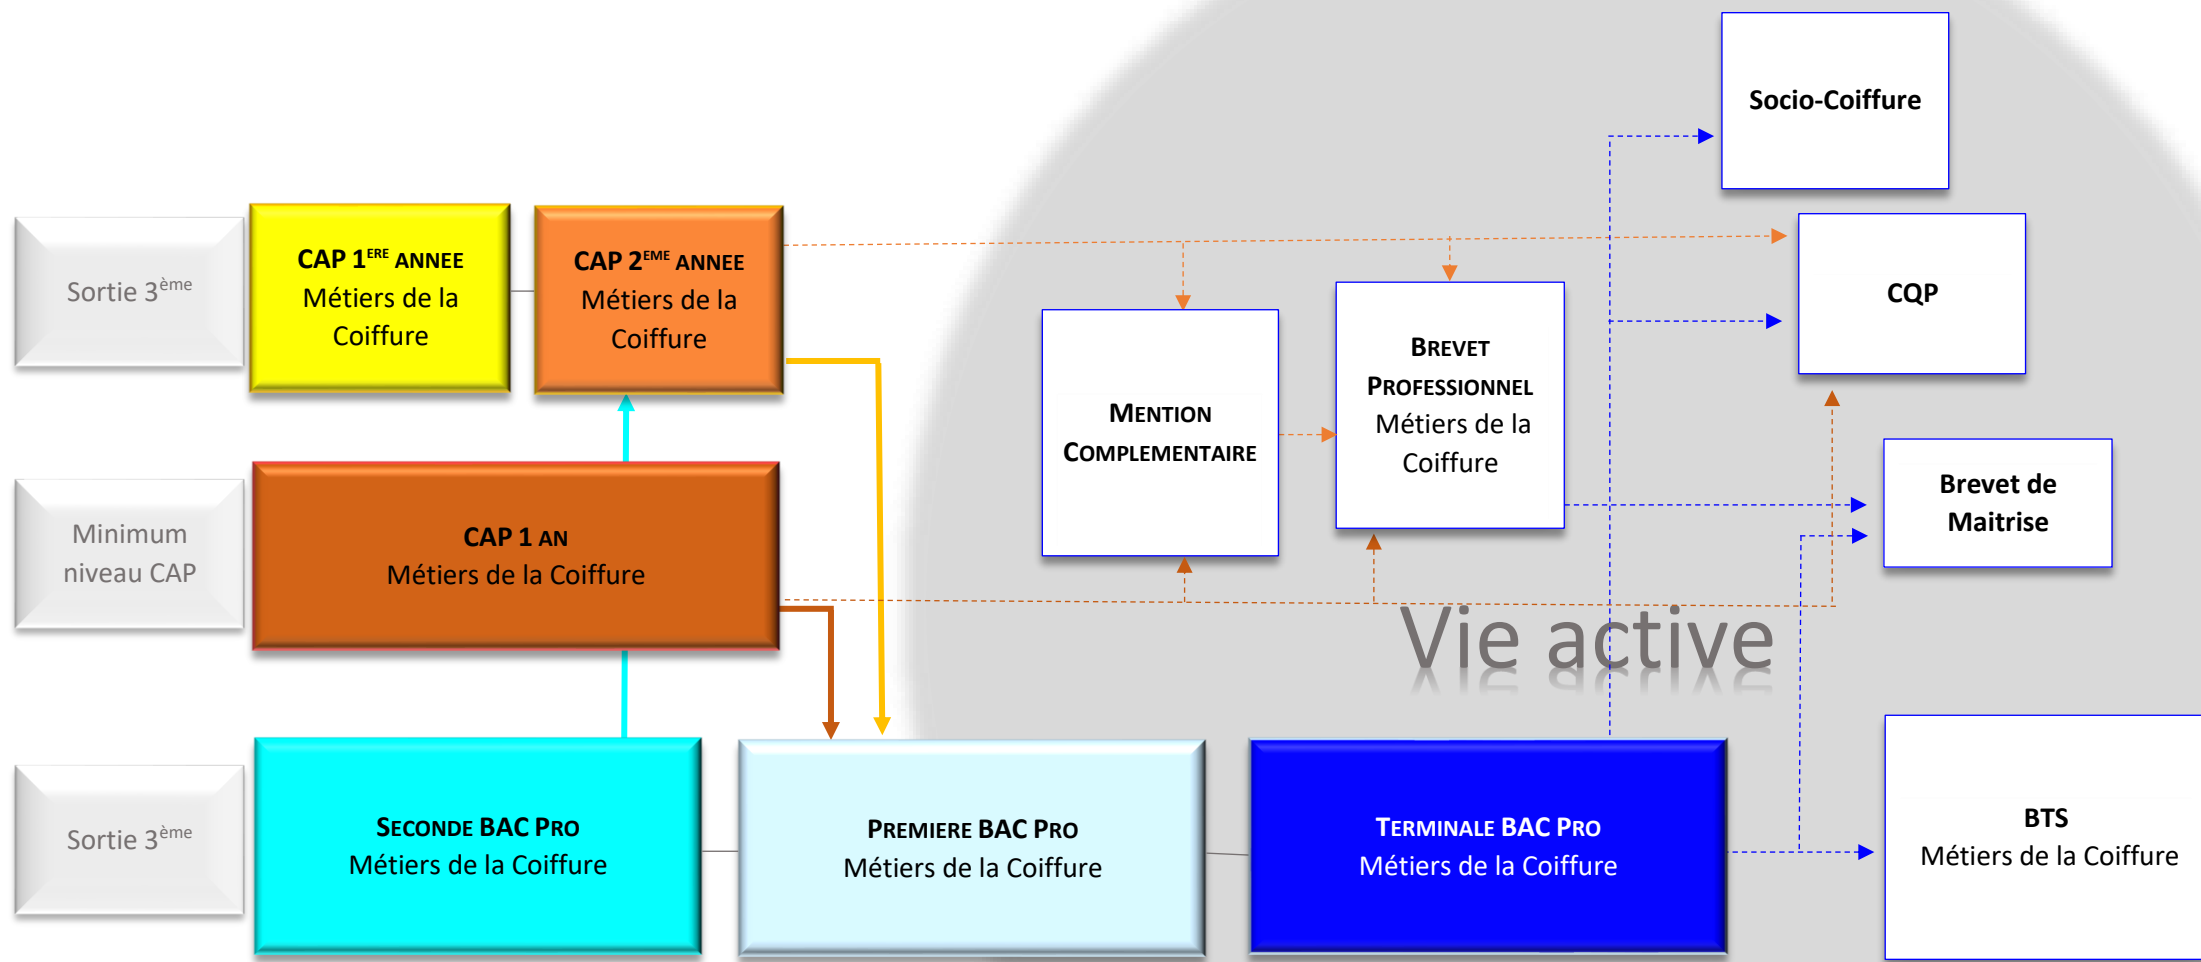 Socio-Coiffure
Sortie 3ème
CAP 1ERE ANNEE
Métiers de la
Coiffure
CAP 2EME ANNEE
Métiers de la
Coiffure
CQP
BREVET
PROFESSIONNEL
Métiers de la
Coiffure
MENTION
COMPLEMENTAIRE
Brevet de
Maitrise
Minimum
niveau CAP
CAP 1 AN
Métiers de la Coiffure
Vie active
Sortie 3ème
SECONDE BAC PRO
Métiers de la Coiffure
PREMIERE BAC PRO
Métiers de la Coiffure
TERMINALE BAC PRO
Métiers de la Coiffure
BTS
Métiers de la Coiffure